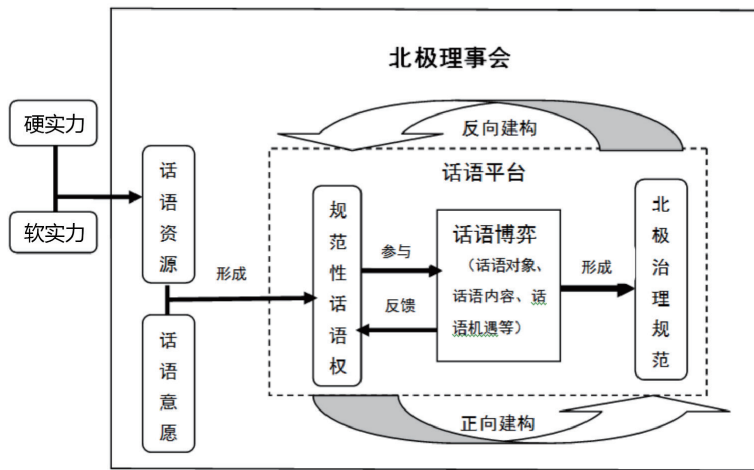 北极理事会
硬实力
软实力
话语资源
话语意愿
形成
反向建构
话语平台
规范性话语权
参与
反馈
话语博弈
（话语对象、
话语内容、话
语机遇等）
形成
北极治理规范
正向建构